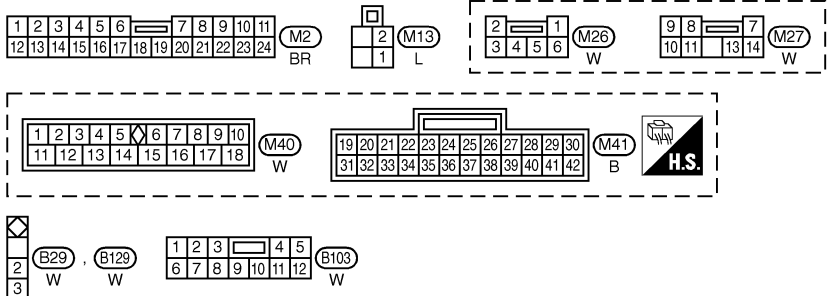 1 2 3 4 5 6 7 8 9 10 11
12 13 14 15 16 17 18 19 20 21 22 23 24
M2
BR
2
1
M13
L
2 1
3 4 5 6
M26
W
9 8 7
10 11 13 14
M27
W
1 2 3 4 5 6 7 8 9 10
11 12 13 14 15 16 17 18
M40
W
19 20 21 22 23 24 25 26 27 28 29 30
31 32 33 34 35 36 37 38 39 40 41 42
M41
B
H.S.
2
3
B29 , B129
W W
1 2 3 4 5
6 7 8 9 10 11 12
B103
W